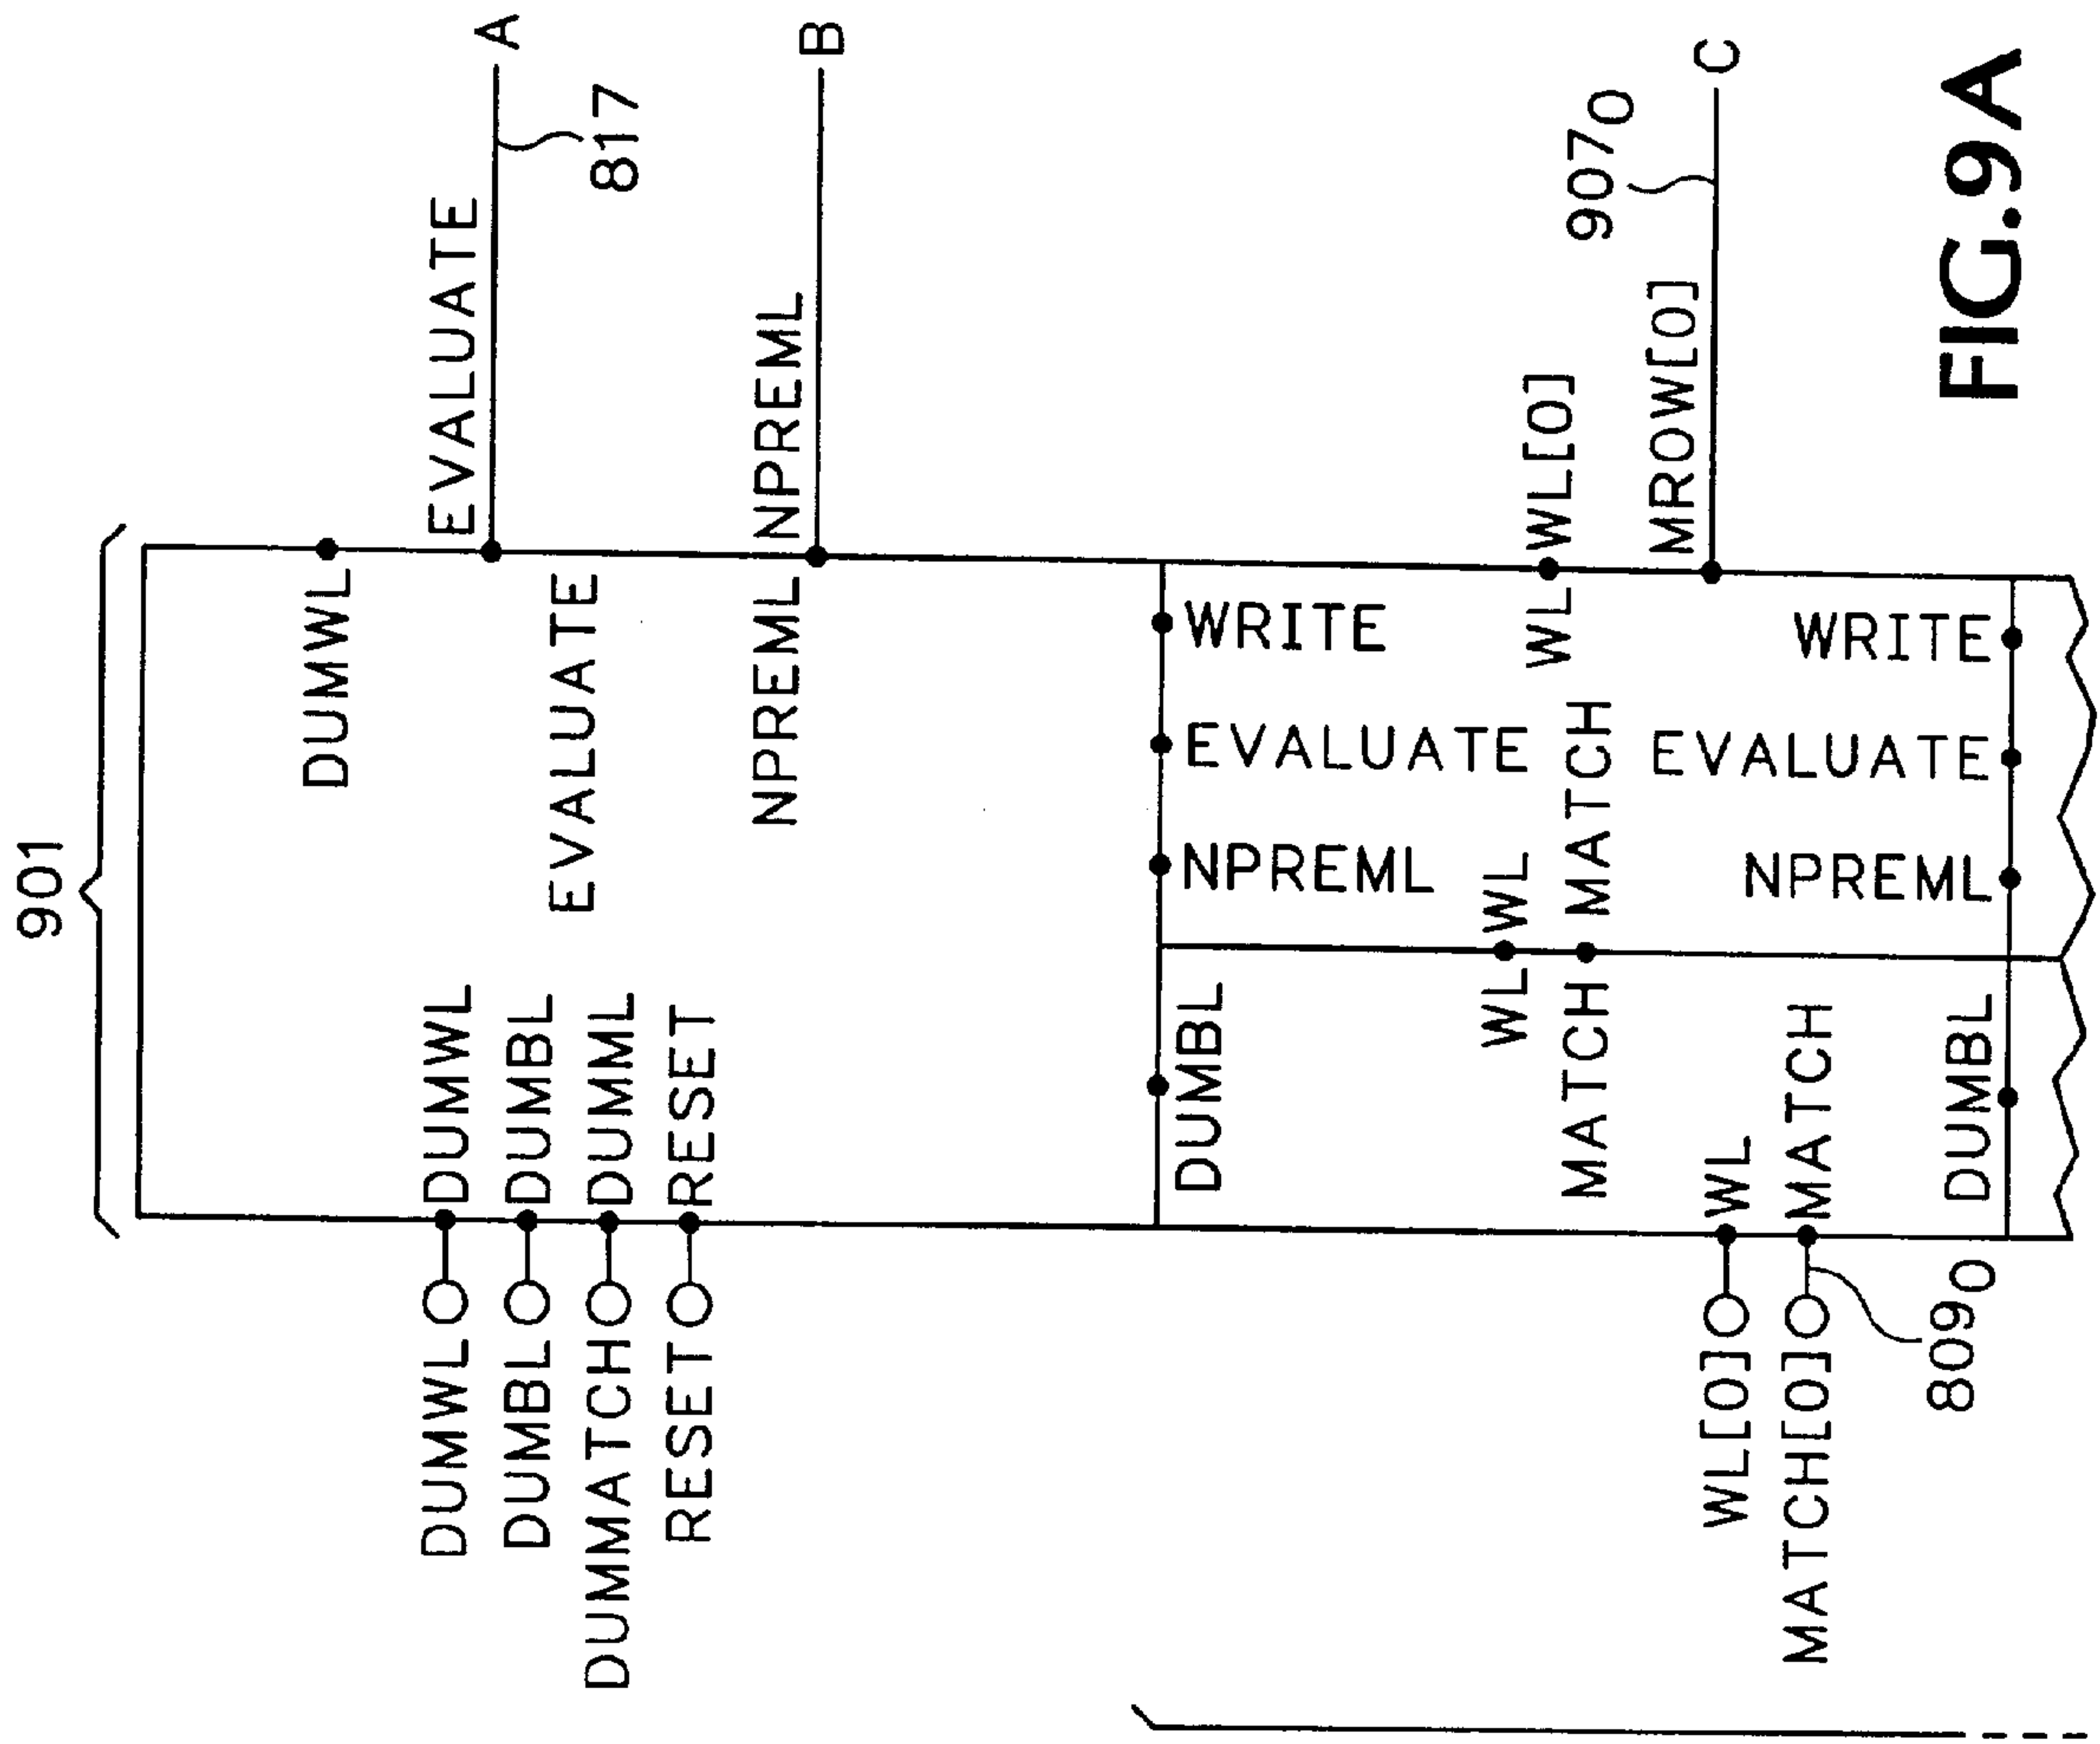 901
DUMWL
DUMBL
DUMMATCH
RESET
DUMWL
DUMBL
DUMML
RESET
DUMWL
EVALUATE
NPREML
EVALUATE
A
817
NPREML
B
DUMBL
NPREML
EVALUATE
WRITE
WL
MATCH
WL
MATCH
WL
WL[0]
MROW[0]
907₀
C
WL[0]
MATCH[0]
WL
MATCH
809₀
DUMBL
NPREML
EVALUATE
WRITE
FIG.9A